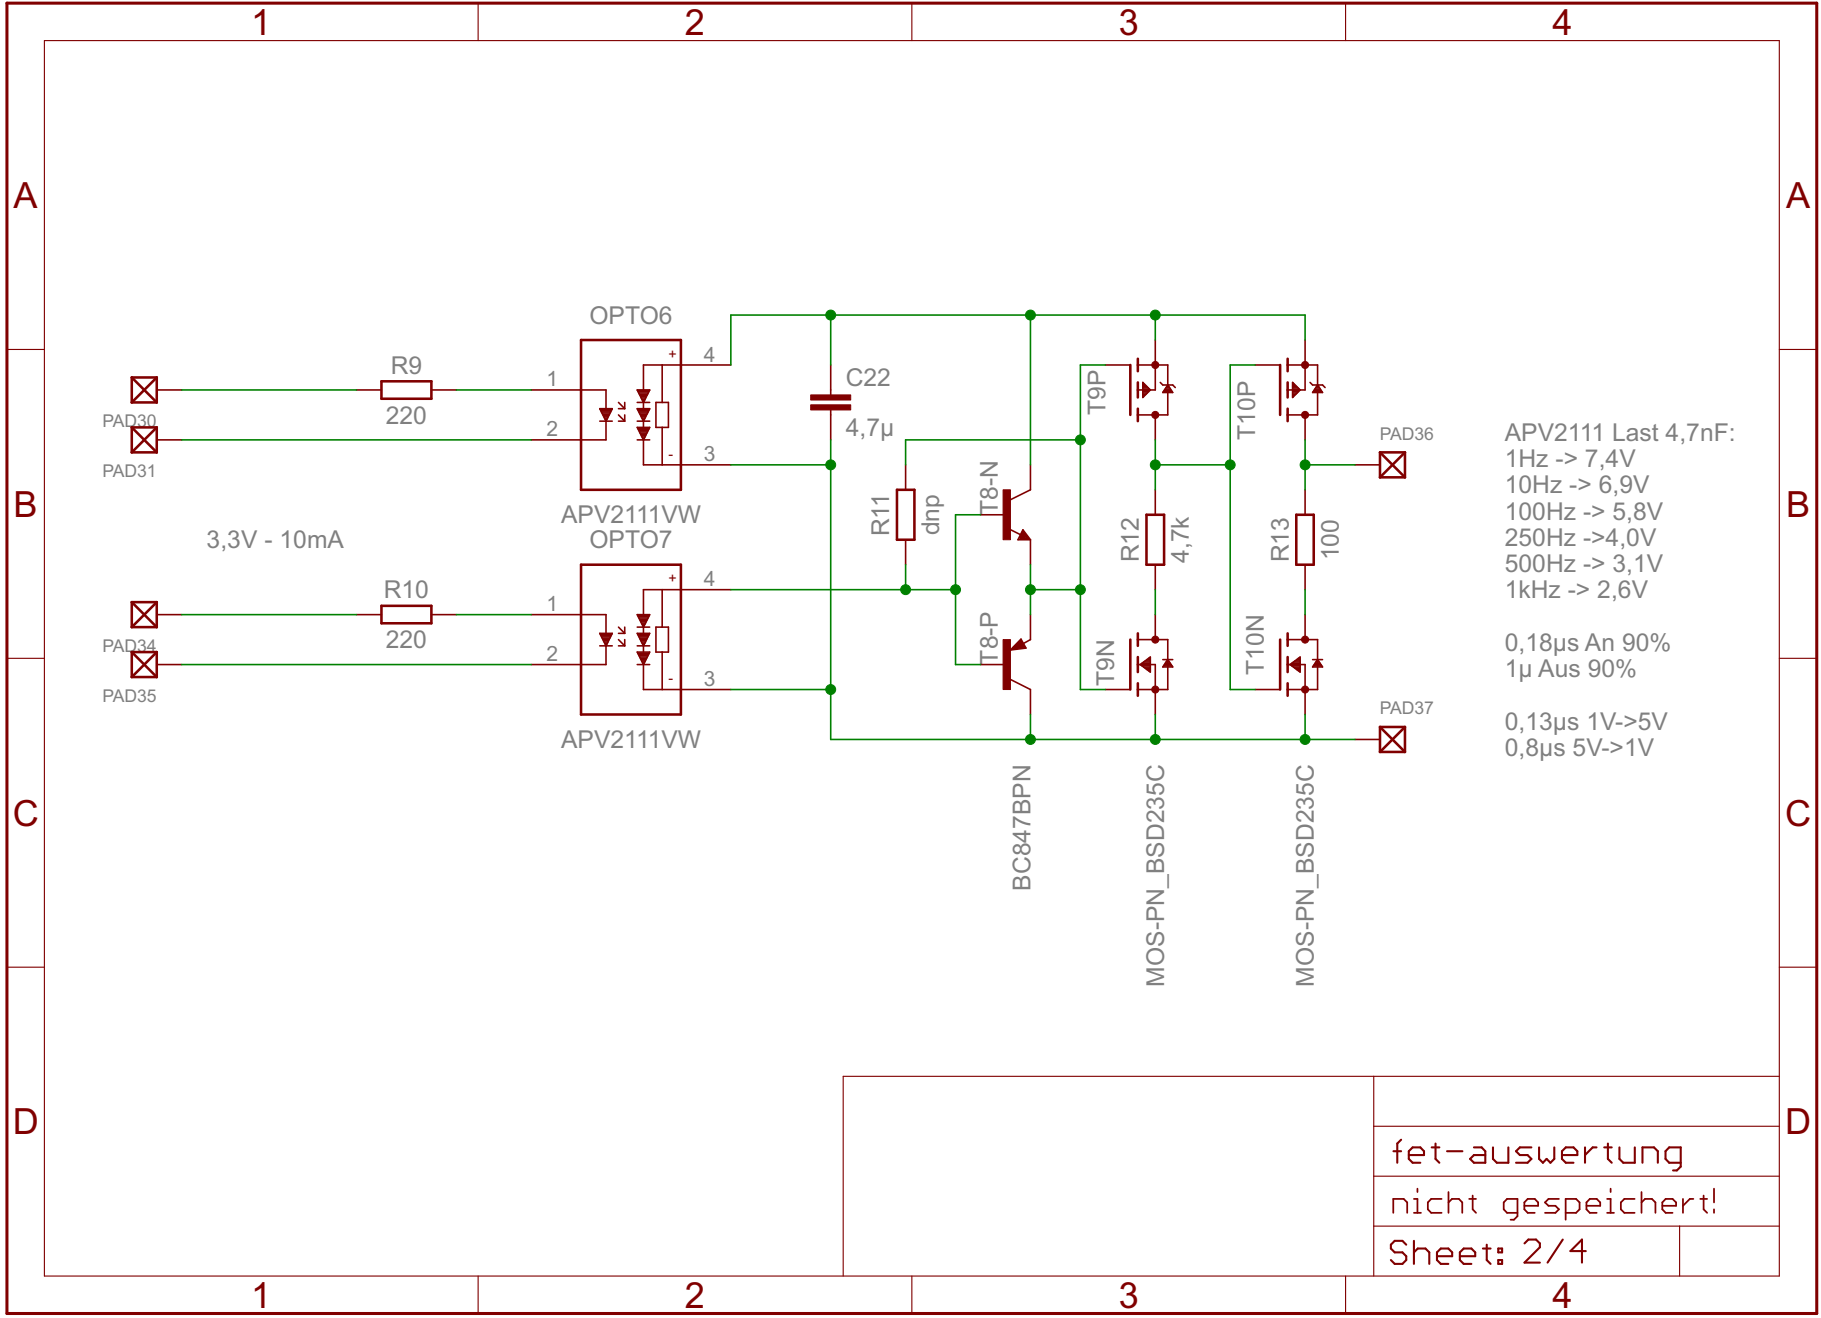 1 2 3 4
A A
OPTO6
+ 4
R9
1
C22
PAD30
220
T9P
T10P
2
4,7µ
PAD36
APV2111 Last 4,7nF:
PAD31
- 3
1Hz -> 7,4V
B B
T8-N
10Hz -> 6,9V
APV2111VW
R11
dnp
R12
4,7k
R13
100
100Hz -> 5,8V
3,3V - 10mA
OPTO7
250Hz ->4,0V
500Hz -> 3,1V
+ 4
1kHz -> 2,6V
R10
1
PAD34
220
T8-P
T9N
T10N
0,18µs An 90%
2
1µ Aus 90%
PAD35
- 3
PAD37
0,13µs 1V->5V
APV2111VW
0,8µs 5V->1V
BC847BPN
MOS-PN_BSD235C
MOS-PN_BSD235C
C C
D D
fet-auswertung
nicht gespeichert!
Sheet: 2/4
1 2 3 4